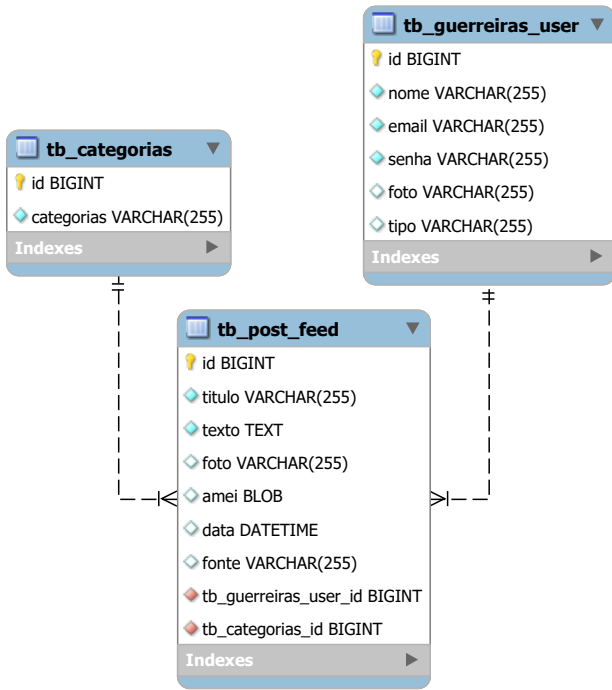 tb_guerreiras_user
id BIGINT
nome VARCHAR(255)
email VARCHAR(255)
senha VARCHAR(255)
foto VARCHAR(255)
tipo VARCHAR(255)
Indexes
tb_categorias
id BIGINT
categorias VARCHAR(255)
Indexes
tb_post_feed
id BIGINT
titulo VARCHAR(255)
texto TEXT
foto VARCHAR(255)
amei BLOB
data DATETIME
fonte VARCHAR(255)
tb_guerreiras_user_id BIGINT
tb_categorias_id BIGINT
Indexes